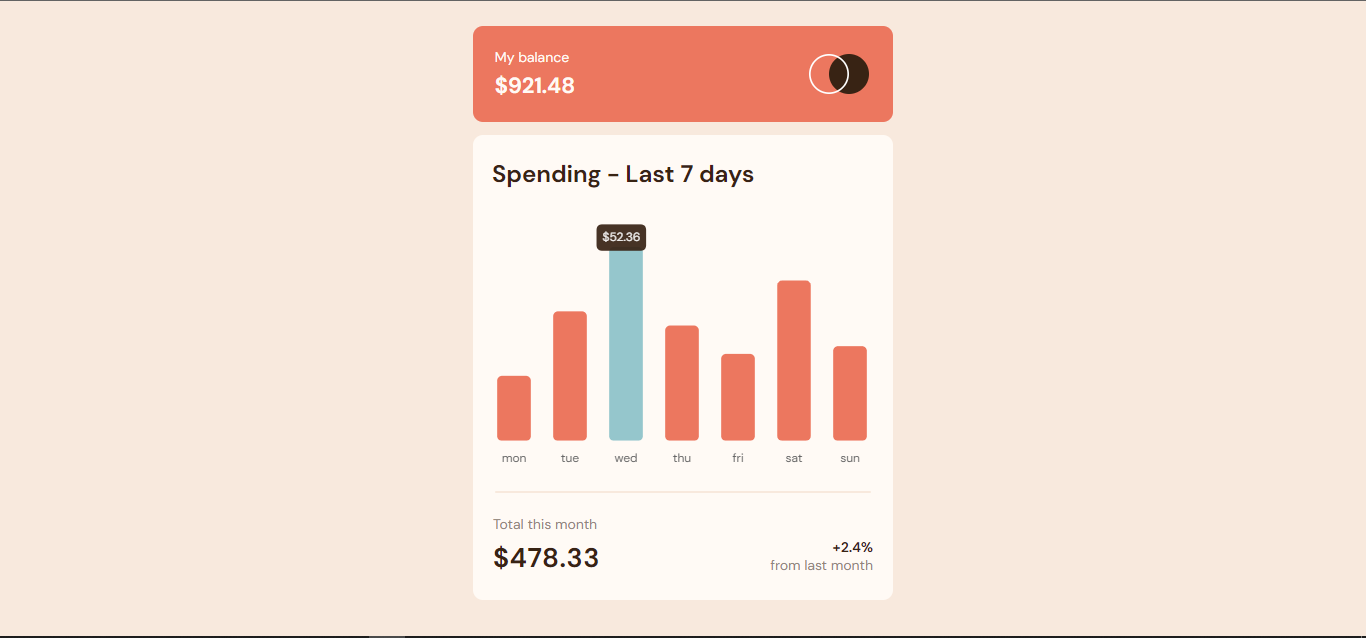 My balance
$921.48
Spending - Last 7 days
$52.36
mon tue wed thu fri sat sun
Total this month
$478.33
+2.4%
from last month